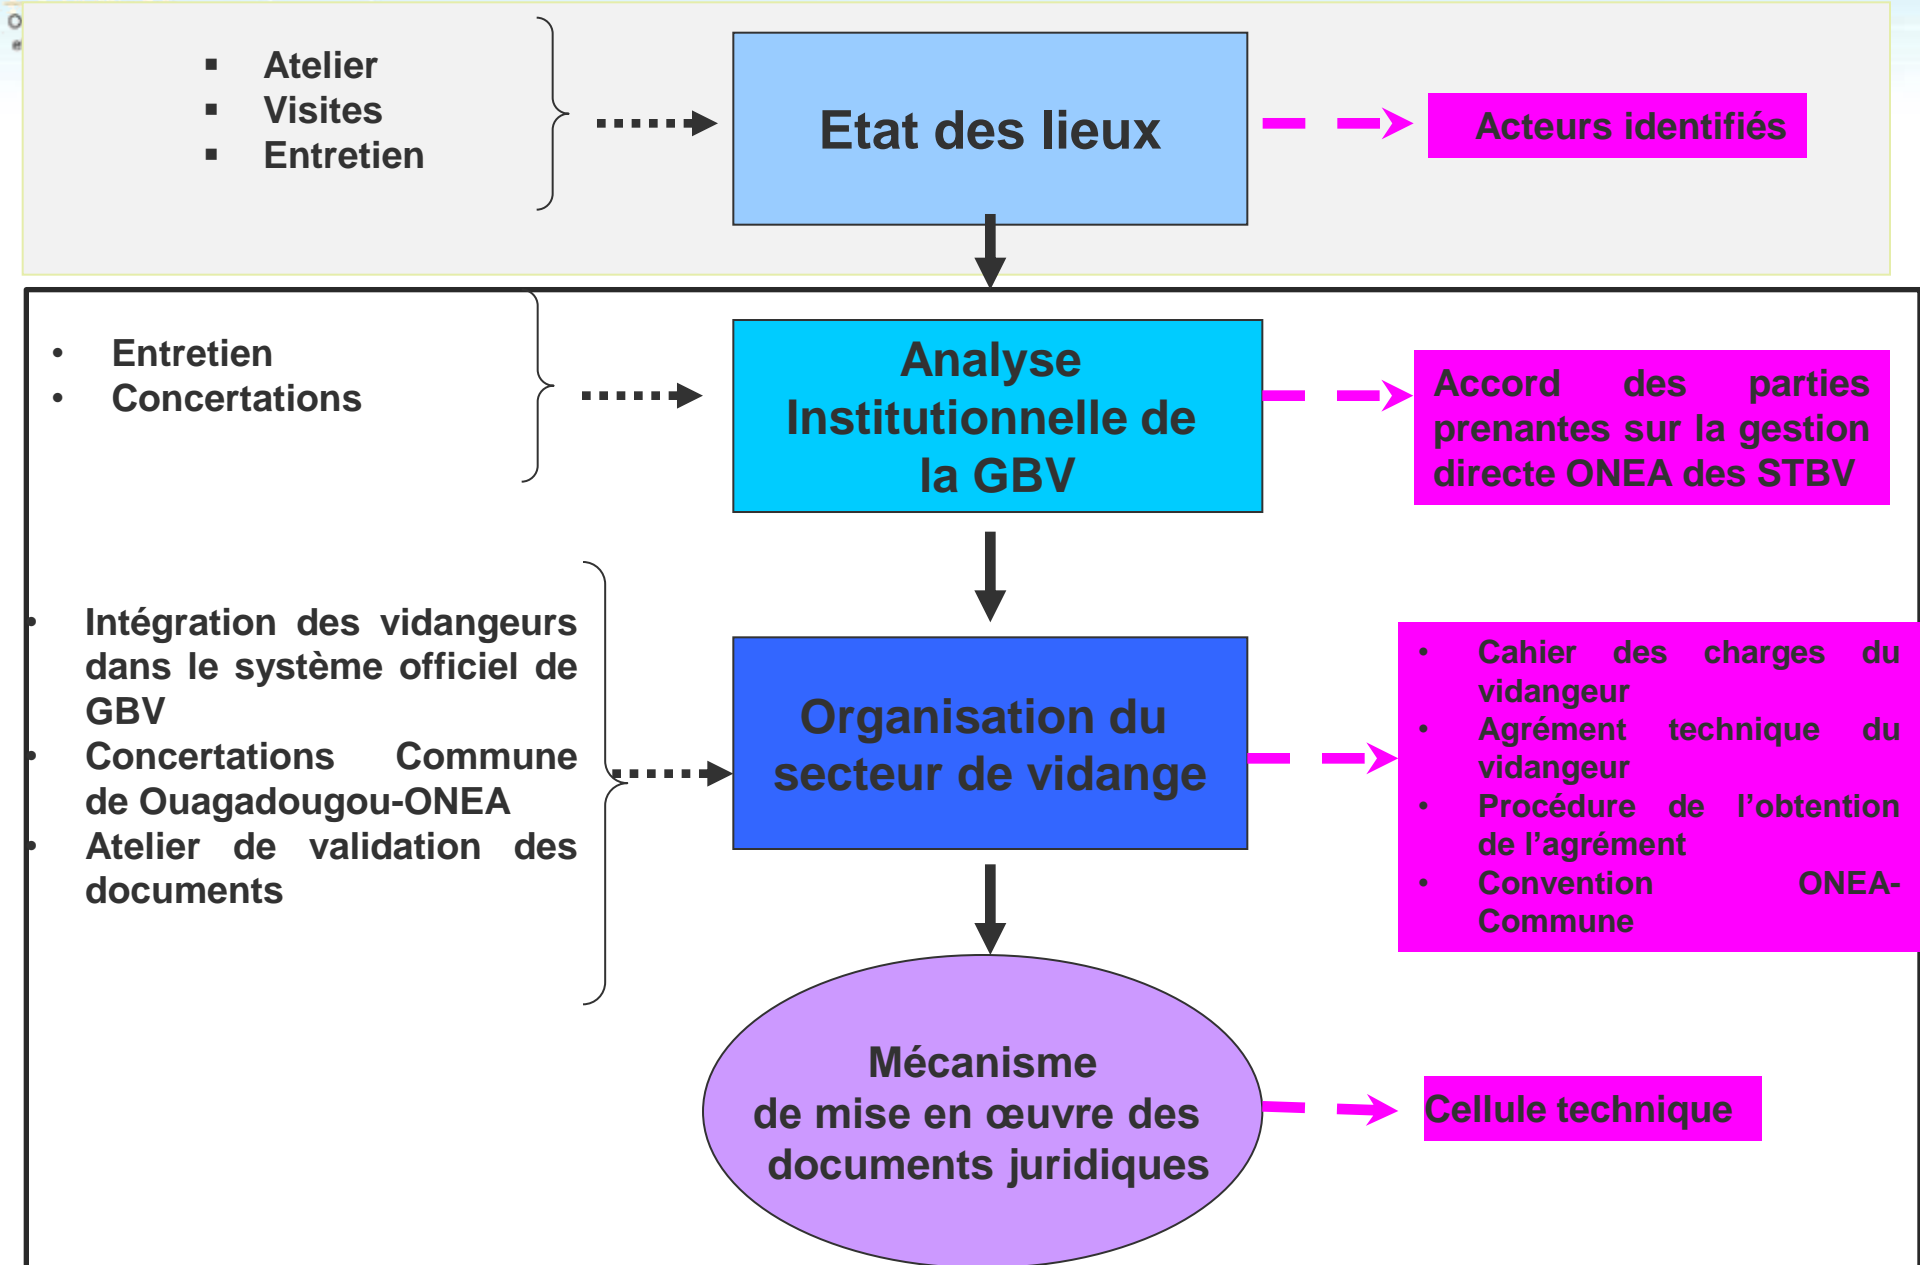 ▪ Atelier
▪ Visites
▪ Entretien
Etat des lieux
Acteurs identifiés
• Entretien
• Concertations
Analyse
Institutionnelle de
la GBV
Accord des parties
prenantes sur la gestion
directe ONEA des STBV
• Intégration des vidangeurs
dans le système officiel de
GBV
• Concertations Commune
de Ouagadougou-ONEA
• Atelier de validation des
documents
Organisation du
secteur de vidange
• Cahier des charges du
vidangeur
• Agrément technique du
vidangeur
• Procédure de l’obtention
de l’agrément
• Convention ONEA-
Commune
Mécanisme
de mise en œuvre des
documents juridiques
Cellule technique